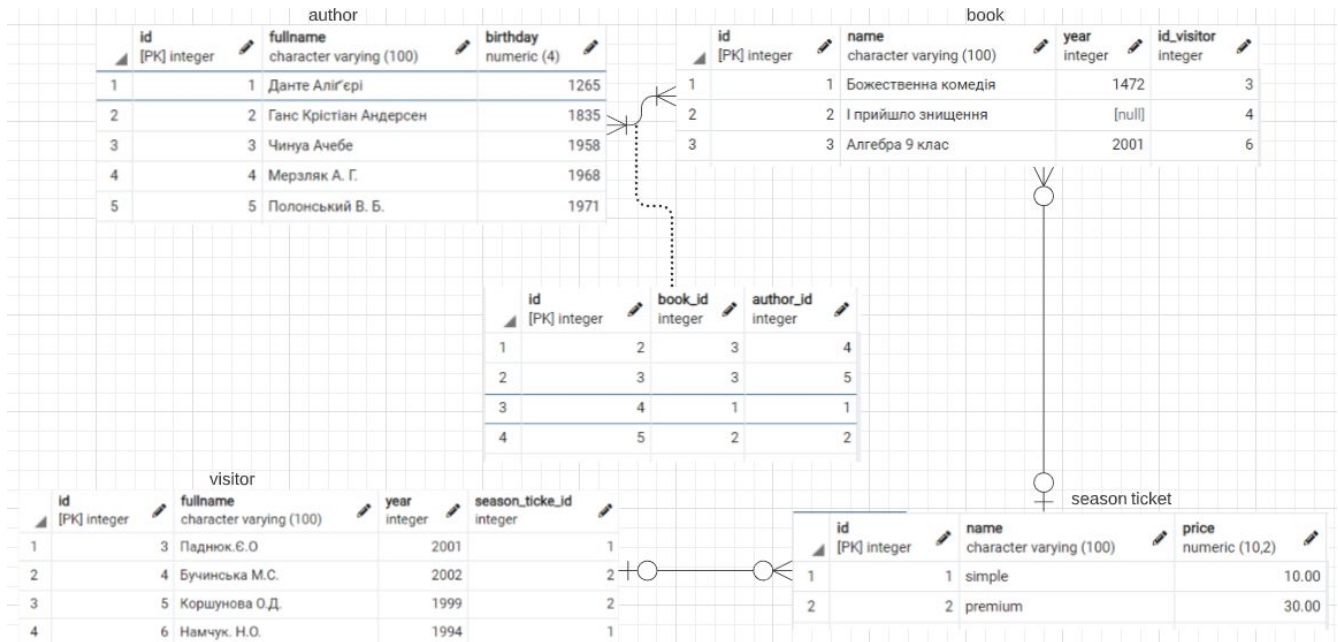 author
id fullname birthday
[PK] integer character varying (100) numeric (4)
1 1 Данте Аліґ'єрі 1265
2 2 Ганс Крістіан Андерсен 1835
3 3 Чинуа Ачебе 1958
4 4 Мерзляк А. Г. 1968
5 5 Полонський В. Б. 1971
book
id name year id_visitor
[PK] integer character varying (100) integer integer
1 1 Божественна комедія 1472 3
2 2 І прийшло знищення [null] 4
3 3 Алгебра 9 клас 2001 6
id book_id author_id
[PK] integer integer integer
1 2 3 4
2 3 3 5
3 4 1 1
4 5 2 2
visitor
id fullname year season_ticke_id
[PK] integer character varying (100) integer integer
1 3 Паднюк.Є.О 2001 1
2 4 Бучинська М.С. 2002 2
3 5 Коршунова О.Д. 1999 2
4 6 Намчук. Н.О. 1994 1
season ticket
id name price
[PK] integer character varying (100) numeric (10,2)
1 1 simple 10.00
2 2 premium 30.00